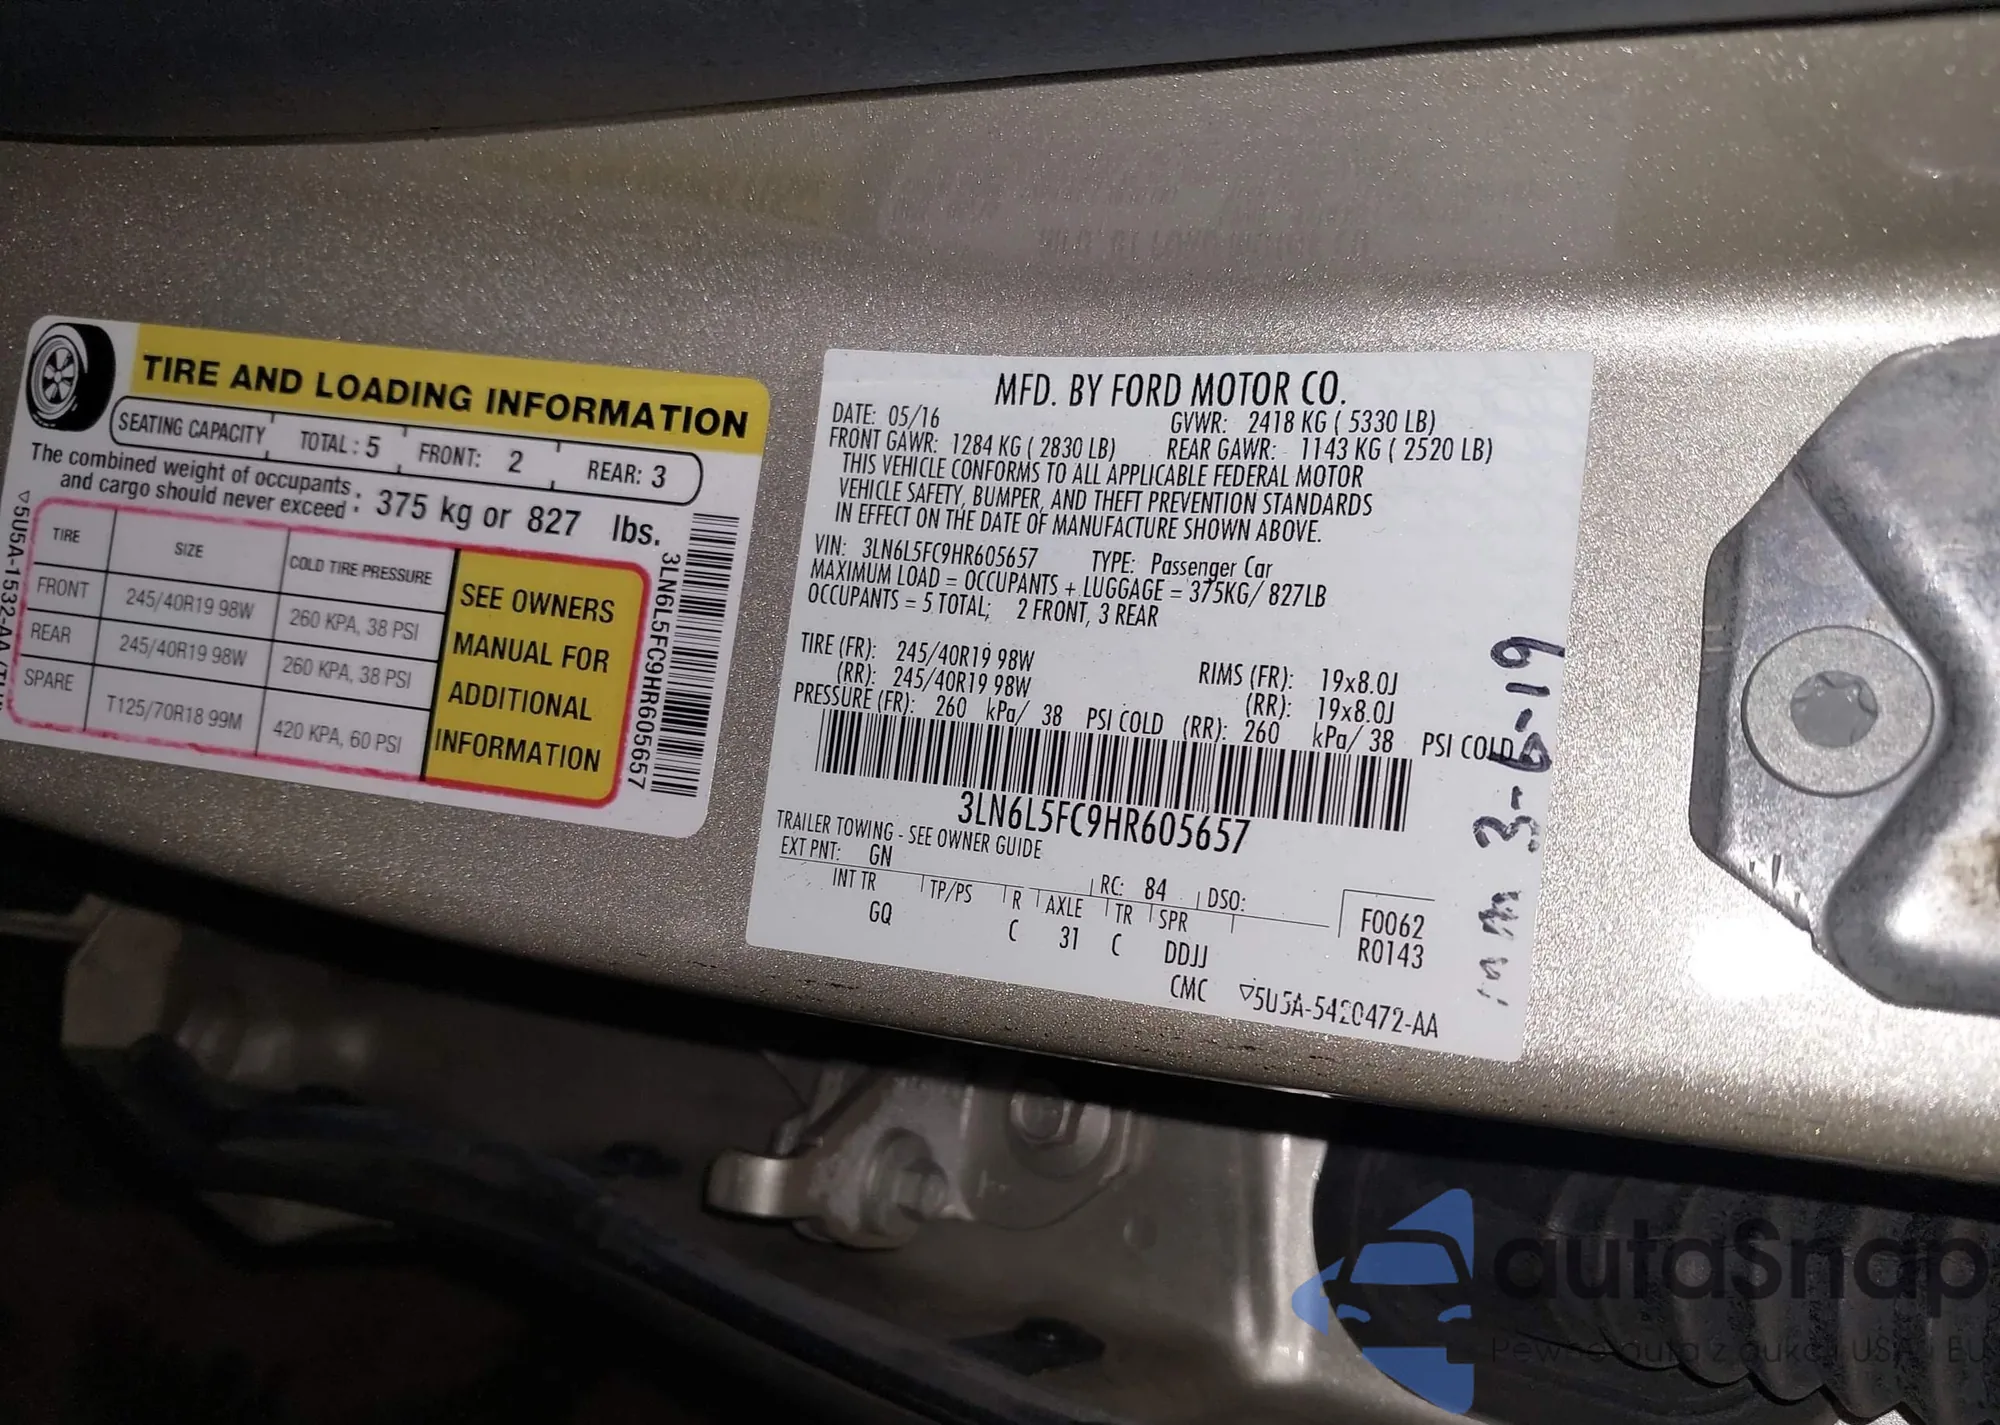 TIRE AND LOADING INFORMATION
SEATING CAPACITY TOTAL : 5 FRONT: 2 REAR: 3
The combined weight of occupants
and cargo should never exceed : 375 kg or 827 lbs.
TIRE SIZE COLD TIRE PRESSURE
FRONT 245/40R19 98W 260 KPA, 38 PSI
REAR 245/40R19 98W 260 KPA, 38 PSI
SPARE T125/70R18 99M 420 KPA, 60 PSI
SEE OWNERS
MANUAL FOR
ADDITIONAL
INFORMATION
3LN6L5FC9HR605657
5U5A-1532-AA
MFD. BY FORD MOTOR CO.
DATE: 05/16 GVWR: 2418 KG ( 5330 LB)
FRONT GAWR: 1284 KG ( 2830 LB) REAR GAWR: 1143 KG ( 2520 LB)
THIS VEHICLE CONFORMS TO ALL APPLICABLE FEDERAL MOTOR
VEHICLE SAFETY, BUMPER, AND THEFT PREVENTION STANDARDS
IN EFFECT ON THE DATE OF MANUFACTURE SHOWN ABOVE.
VIN: 3LN6L5FC9HR605657 TYPE: Passenger Car
MAXIMUM LOAD = OCCUPANTS + LUGGAGE = 375KG/ 827LB
OCCUPANTS = 5 TOTAL; 2 FRONT, 3 REAR
TIRE (FR): 245/40R19 98W RIMS (FR): 19x8.0J
(RR): 245/40R19 98W (RR): 19x8.0J
PRESSURE (FR): 260 kPa/ 38 PSI COLD (RR): 260 kPa/ 38 PSI COLD
3LN6L5FC9HR605657
TRAILER TOWING - SEE OWNER GUIDE
EXT PNT: GN RC: 84 DSO:
INT TR TP/PS R AXLE TR SPR
GQ C 31 C DDJJ
F0062
R0143
CMC ▽5U5A-5420472-AA
3-6-19
autoSnap
Pewne auta z aukcji USA i EU